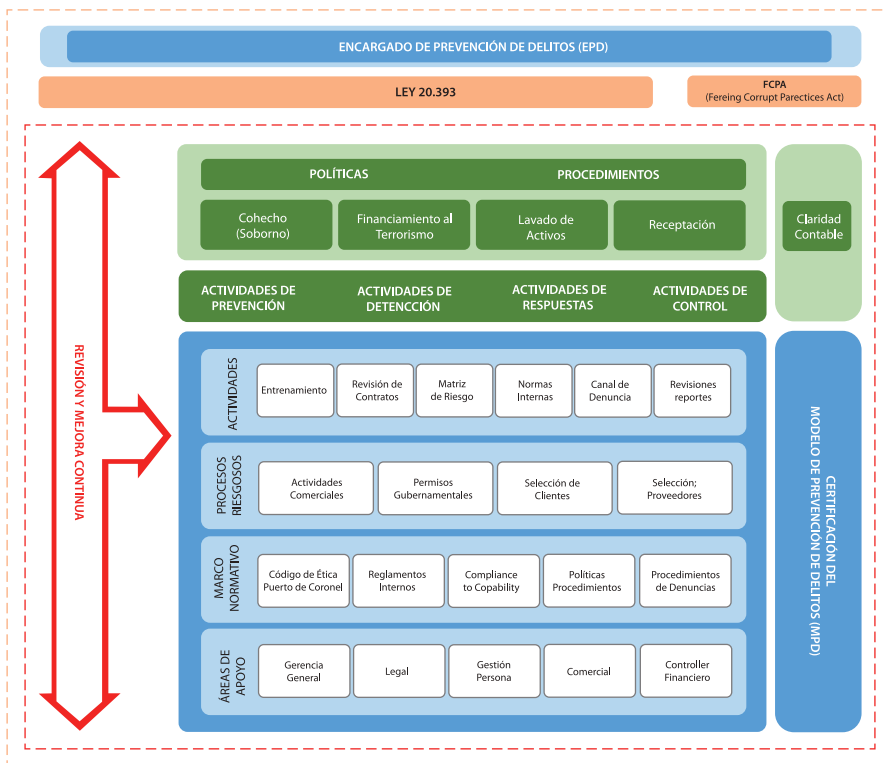 ENCARGADO DE PREVENCIÓN DE DELITOS (EPD)
LEY 20.393
FCPA
(Fereing Corrupt Parectices Act)
REVISIÓN Y MEJORA CONTINUA
POLÍTICAS
PROCEDIMIENTOS
Cohecho
(Soborno)
Financiamiento al
Terrorismo
Lavado de
Activos
Receptación
Claridad
Contable
ACTIVIDADES DE
PREVENCIÓN
ACTIVIDADES DE
DETENCCIÓN
ACTIVIDADES DE
RESPUESTAS
ACTIVIDADES DE
CONTROL
ACTIVIDADES
Entrenamiento
Revisión de
Contratos
Matriz
de Riesgo
Normas
Internas
Canal de
Denuncia
Revisiones
reportes
PROCESOS
RIESGOSOS
Actividades
Comerciales
Permisos
Gubernamentales
Selección de
Clientes
Selección;
Proveedores
MARCO
NORMATIVO
Código de Ética
Puerto de Coronel
Reglamentos
Internos
Compliance
to Copability
Políticas
Procedimientos
Procedimientos
de Denuncias
ÁREAS DE
APOYO
Gerencia
General
Legal
Gestión
Persona
Comercial
Controller
Financiero
CERTIFICACIÓN DEL
MODELO DE PREVENCIÓN DE DELITOS (MPD)